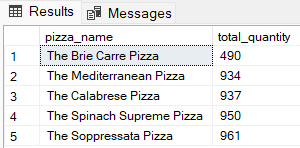 Results Messages
pizza_name total_quantity
1 The Brie Carre Pizza 490
2 The Mediterranean Pizza 934
3 The Calabrese Pizza 937
4 The Spinach Supreme Pizza 950
5 The Soppressata Pizza 961